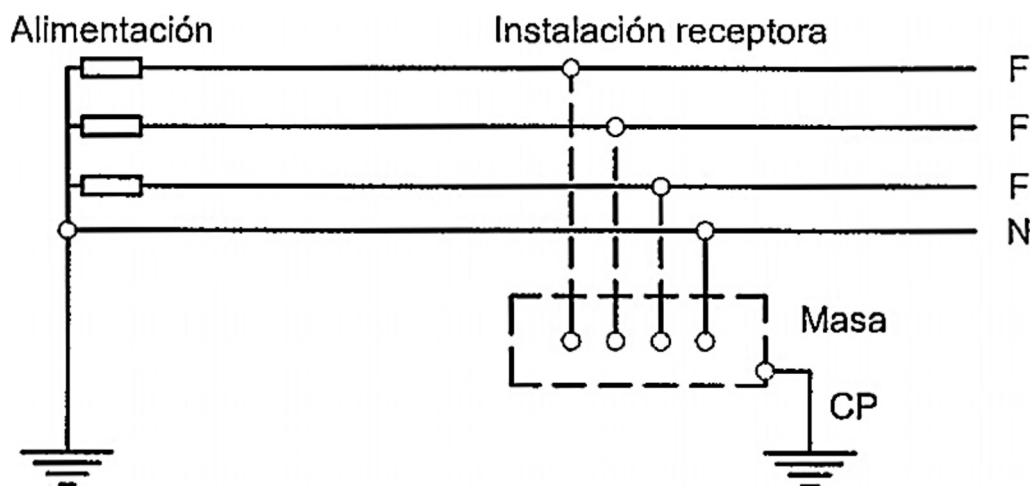 Alimentación
Instalación receptora
F
F
F
N
Masa
CP